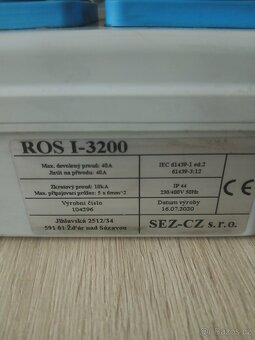 ROS I-3200
Max. dovolený proud: 40A
Jistit na přívodu: 40A
IEC 61439-1 ed.2
61439-3:12
Zkratový proud: 10kA
Max. připojovací průřez: 5 x 6mm^2
IP 44
230/400V 50Hz
CE
Výrobní číslo
104296
Datum výroby
16.07.2020
Jihlavská 2512/34
591 01 Žďár nad Sázavou
SEZ-CZ s.r.o.